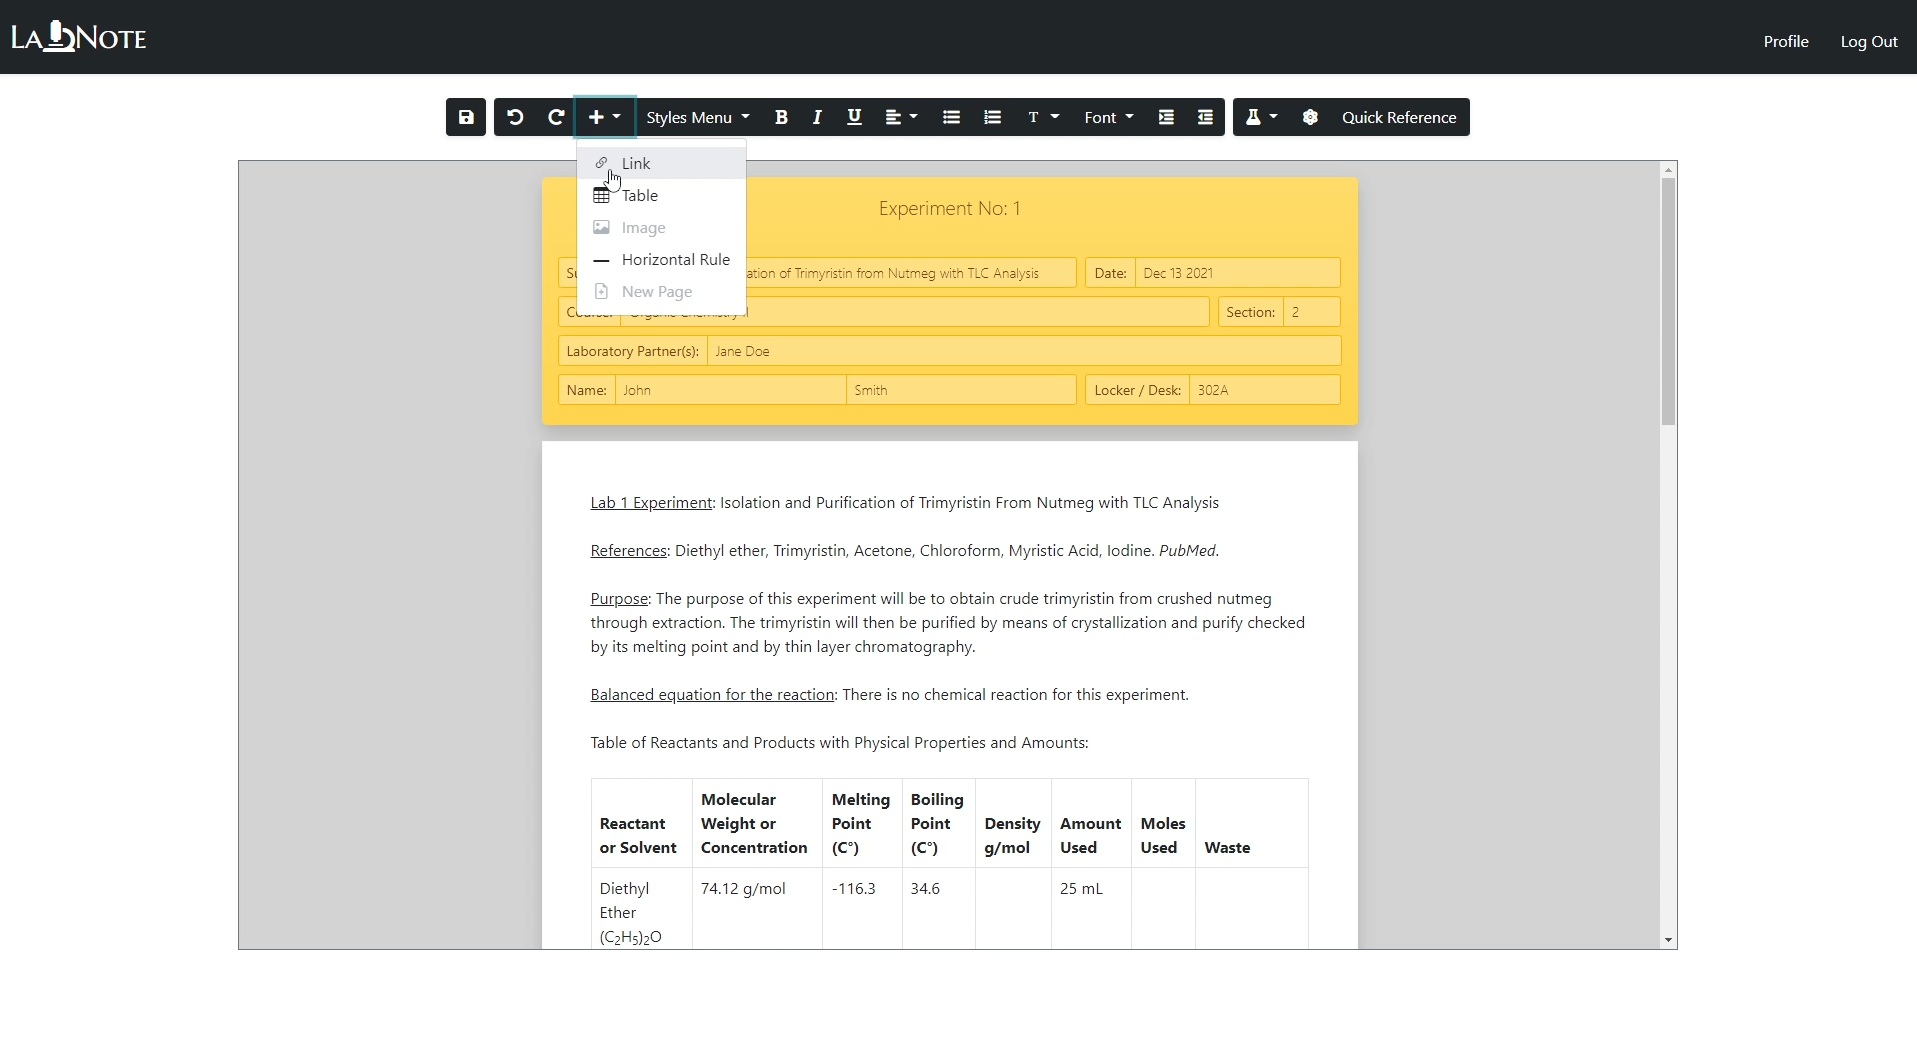 LABNOTE
Profile Log Out
Styles Menu B I U T Font Quick Reference
Link
Table
Image
Horizontal Rule
New Page
Experiment No: 1
ation of Trimyristin from Nutmeg with TLC Analysis Date: Dec 13 2021
Section: 2
Laboratory Partner(s): Jane Doe
Name: John Smith Locker / Desk: 302A
Lab 1 Experiment: Isolation and Purification of Trimyristin From Nutmeg with TLC Analysis
References: Diethyl ether, Trimyristin, Acetone, Chloroform, Myristic Acid, Iodine. PubMed.
Purpose: The purpose of this experiment will be to obtain crude trimyristin from crushed nutmeg
through extraction. The trimyristin will then be purified by means of crystallization and purify checked
by its melting point and by thin layer chromatography.
Balanced equation for the reaction: There is no chemical reaction for this experiment.
Table of Reactants and Products with Physical Properties and Amounts:
Molecular Melting Boiling
Reactant Weight or Point Point Density Amount Moles
or Solvent Concentration (C°) (C°) g/mol Used Used Waste
Diethyl 74.12 g/mol -116.3 34.6 25 mL
Ether
(C₂H₅)₂O